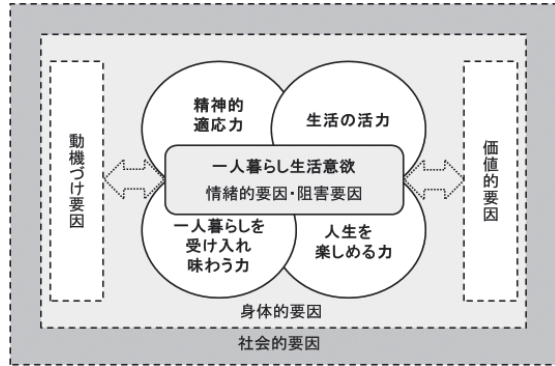 精神的
適応力
生活の活力
動機づけ要因
一人暮らし生活意欲
情緒的要因・阻害要因
価値的要因
一人暮らしを
受け入れ
味わう力
人生を
楽しめる力
身体的要因
社会的要因